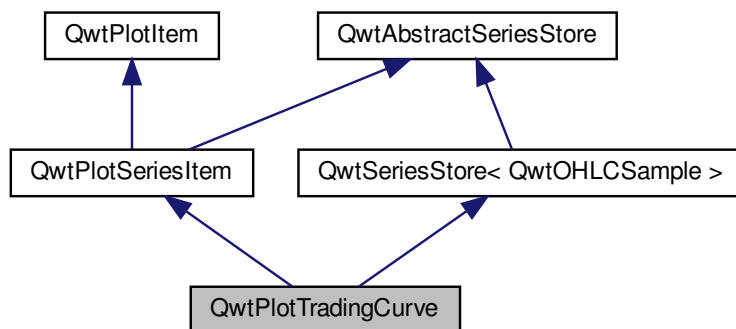 QwtPlotItem
QwtAbstractSeriesStore
QwtPlotSeriesItem
QwtSeriesStore< QwtOHLCSample >
QwtPlotTradingCurve